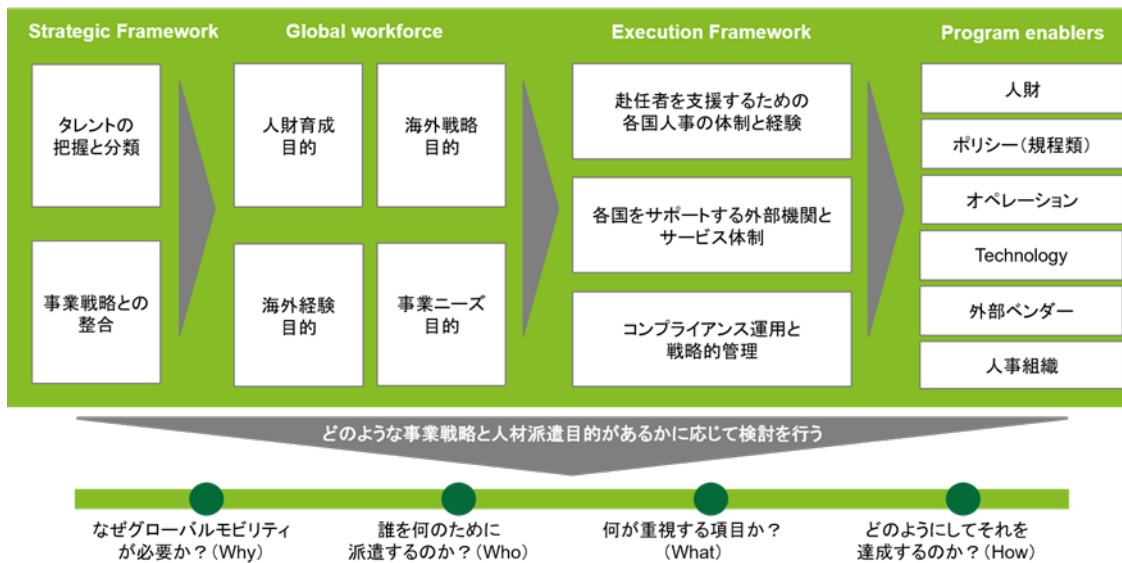 Strategic Framework
Global workforce
Execution Framework
Program enablers
タレントの
把握と分類
事業戦略との
整合
人財育成
目的
海外戦略
目的
海外経験
目的
事業ニーズ
目的
赴任者を支援するための
各国人事の体制と経験
各国をサポートする外部機関と
サービス体制
コンプライアンス運用と
戦略的管理
人財
ポリシー(規程類)
オペレーション
Technology
外部ベンダー
人事組織
どのような事業戦略と人材派遣目的があるかに応じて検討を行う
なぜグローバルモビリティ
が必要か?(Why)
誰を何のために
派遣するのか?(Who)
何が重視する項目か?
(What)
どのようにしてそれを
達成するのか?(How)